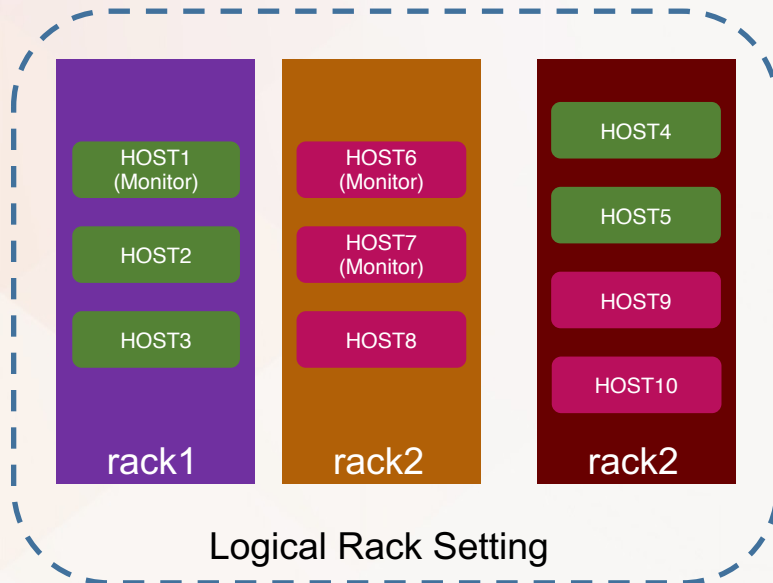 HOST1
(Monitor)
HOST2
HOST3
rack1
HOST6
(Monitor)
HOST7
(Monitor)
HOST8
rack2
HOST4
HOST5
HOST9
HOST10
rack2
Logical Rack Setting